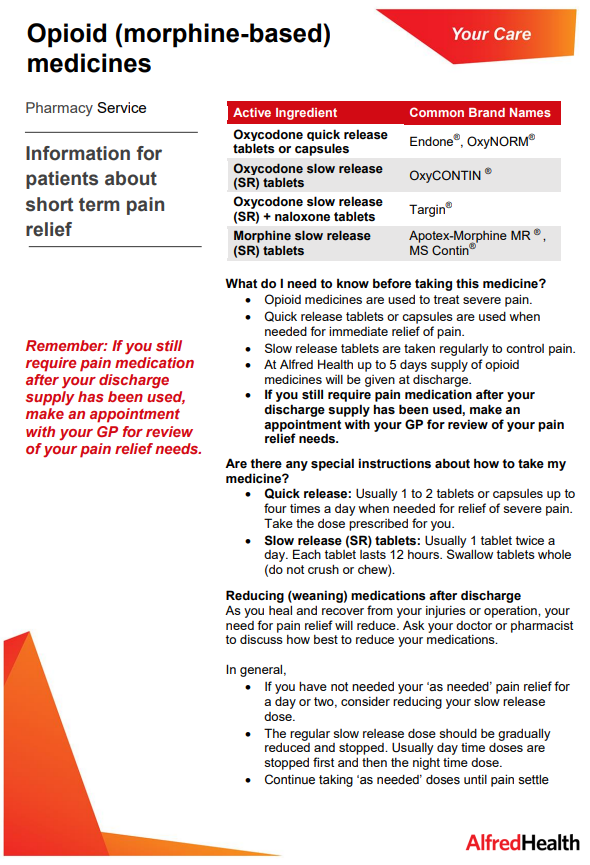 Opioid (morphine-based)
medicines
Your Care
Pharmacy Service
Information for
patients about
short term pain
relief
Remember: If you still
require pain medication
after your discharge
supply has been used,
make an appointment
with your GP for review
of your pain relief needs.
Active Ingredient Common Brand Names
Oxycodone quick release
tablets or capsules
Endone®, OxyNORM®
Oxycodone slow release
(SR) tablets
OxyCONTIN ®
Oxycodone slow release
(SR) + naloxone tablets
Targin®
Morphine slow release
(SR) tablets
Apotex-Morphine MR ® ,
MS Contin®
What do I need to know before taking this medicine?
• Opioid medicines are used to treat severe pain.
• Quick release tablets or capsules are used when
needed for immediate relief of pain.
• Slow release tablets are taken regularly to control pain.
• At Alfred Health up to 5 days supply of opioid
medicines will be given at discharge.
• If you still require pain medication after your
discharge supply has been used, make an
appointment with your GP for review of your pain
relief needs.
Are there any special instructions about how to take my
medicine?
• Quick release: Usually 1 to 2 tablets or capsules up to
four times a day when needed for relief of severe pain.
Take the dose prescribed for you.
• Slow release (SR) tablets: Usually 1 tablet twice a
day. Each tablet lasts 12 hours. Swallow tablets whole
(do not crush or chew).
Reducing (weaning) medications after discharge
As you heal and recover from your injuries or operation, your
need for pain relief will reduce. Ask your doctor or pharmacist
to discuss how best to reduce your medications.
In general,
• If you have not needed your ‘as needed’ pain relief for
a day or two, consider reducing your slow release
dose.
• The regular slow release dose should be gradually
reduced and stopped. Usually day time doses are
stopped first and then the night time dose.
• Continue taking ‘as needed’ doses until pain settle
AlfredHealth